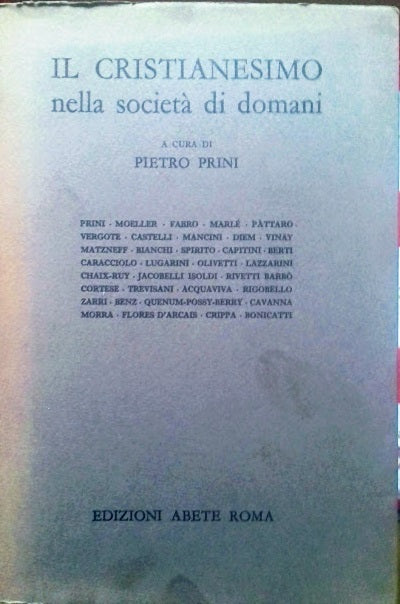 IL CRISTIANESIMO
nella società di domani
A CURA DI
PIETRO PRINI
PRINI · MOELLER · FABRO · MARLÉ · PÀTTARO
VERGOTE · CASTELLI · MANCINI · DIEM · VINAY
MATZNEFF · BIANCHI · SPIRITO · CAPITINI · BERTI
CARACCIOLO · LUGARINI · OLIVETTI · LAZZARINI
CHAIX-RUY · JACOBELLI ISOLDI · RIVETTI BARBÒ
CORTESE · TREVISANI · ACQUAVIVA · RIGOBELLO
ZARRI · BENZ · QUENUM-POSSY-BERRY · CAVANNA
MORRA · FLORES D'ARCAIS · CRIPPA · BONICATTI
EDIZIONI ABETE ROMA